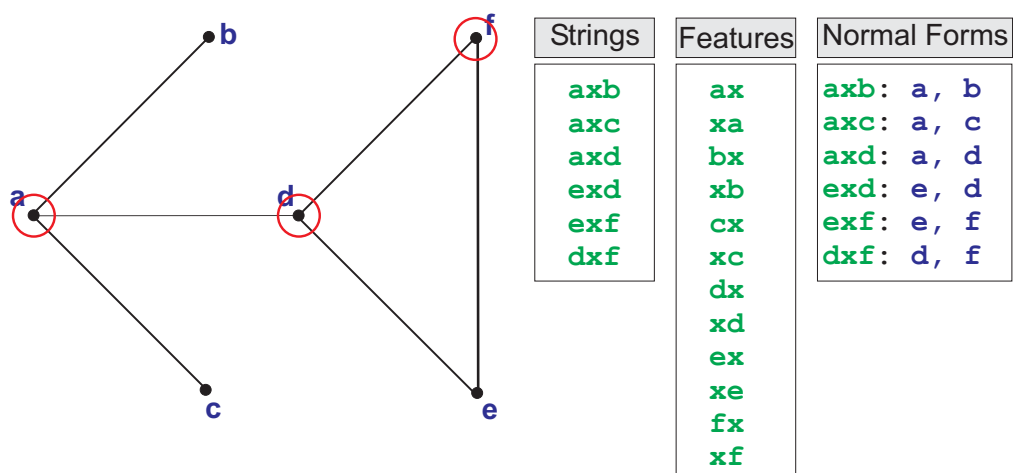 b
f
a
d
c
e
Strings
axb
axc
axd
exd
exf
dxf
Features
ax
xa
bx
xb
cx
xc
dx
xd
ex
xe
fx
xf
Normal Forms
axb: a, b
axc: a, c
axd: a, d
exd: e, d
exf: e, f
dxf: d, f